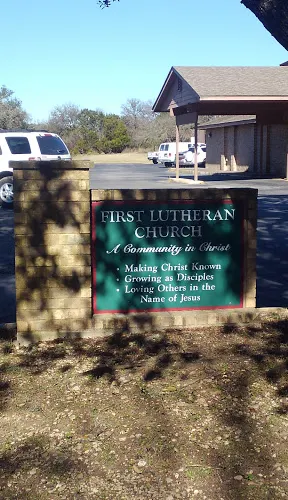 First Lutheran
Church
A Community in Christ
• Making Christ Known
• Growing as Disciples
• Loving Others in the
Name of Jesus